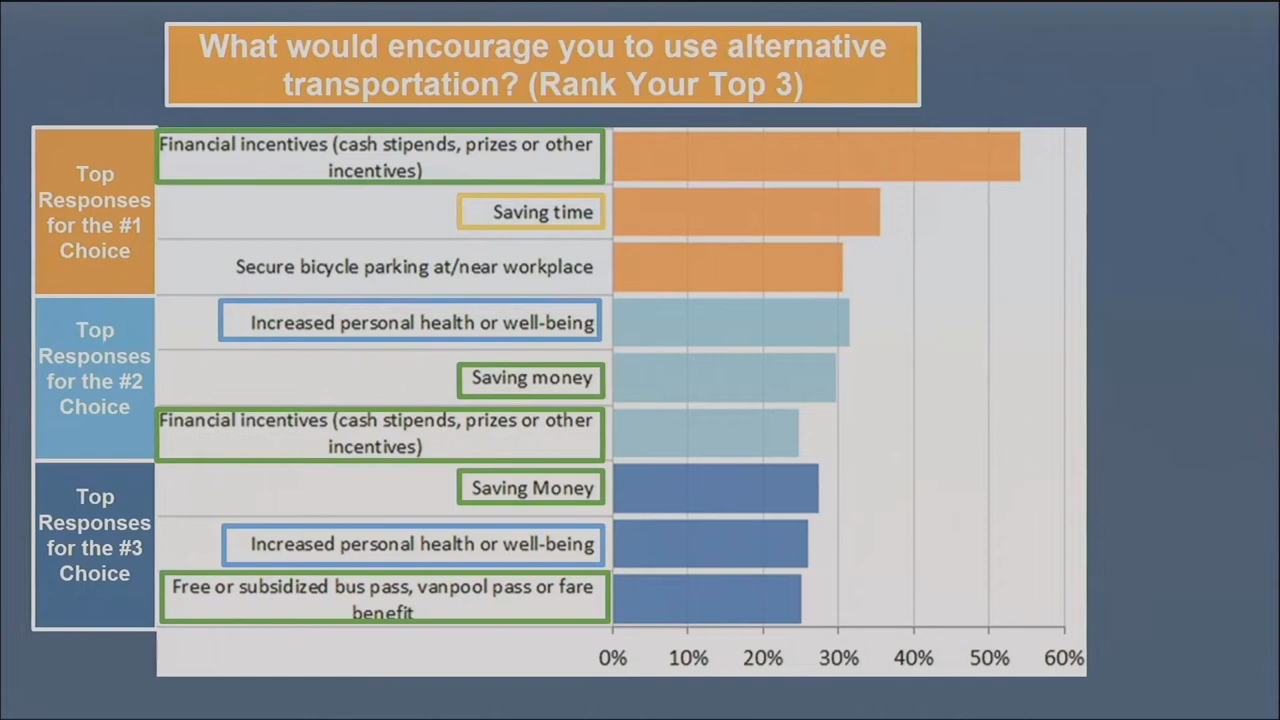 What would encourage you to use alternative
transportation? (Rank Your Top 3)
Top
Responses
for the #1
Choice
Financial incentives (cash stipends, prizes or other
incentives)
Saving time
Secure bicycle parking at/near workplace
Top
Responses
for the #2
Choice
Increased personal health or well-being
Saving money
Financial incentives (cash stipends, prizes or other
incentives)
Top
Responses
for the #3
Choice
Saving Money
Increased personal health or well-being
Free or subsidized bus pass, vanpool pass or fare
benefit
0% 10% 20% 30% 40% 50% 60%